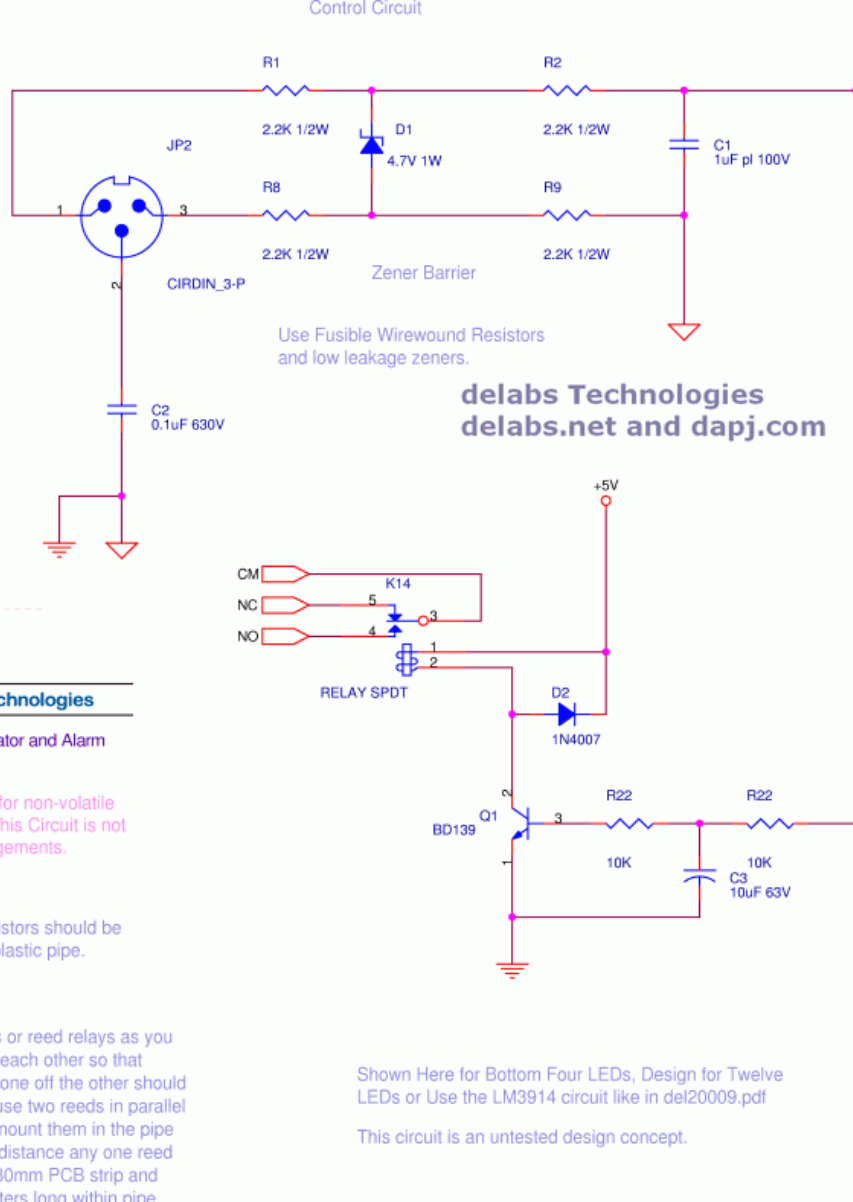 Control Circuit
R1
R2
2.2K 1/2W
D1
4.7V 1W
2.2K 1/2W
C1
1uF pl 100V
JP2
R8
R9
1
3
2.2K 1/2W
2.2K 1/2W
Zener Barrier
2
CIRDIN_3-P
Use Fusible Wirewound Resistors
and low leakage zeners.
delabs Technologies
delabs.net and dapj.com
C2
0.1uF 630V
+5V
CM
K14
NC
5
3
NO
4
1
2
RELAY SPDT
D2
1N4007
chnologies
ator and Alarm
for non-volatile
his Circuit is not
gements.
2
Q1
BD139
3
1
R22
R22
10K
10K
C3
10uF 63V
istors should be
lastic pipe.
s or reed relays as you
each other so that
one off the other should
use two reeds in parallel
mount them in the pipe
distance any one reed
30mm PCB strip and
ters long within pipe
Shown Here for Bottom Four LEDs, Design for Twelve
LEDs or Use the LM3914 circuit like in del20009.pdf
This circuit is an untested design concept.